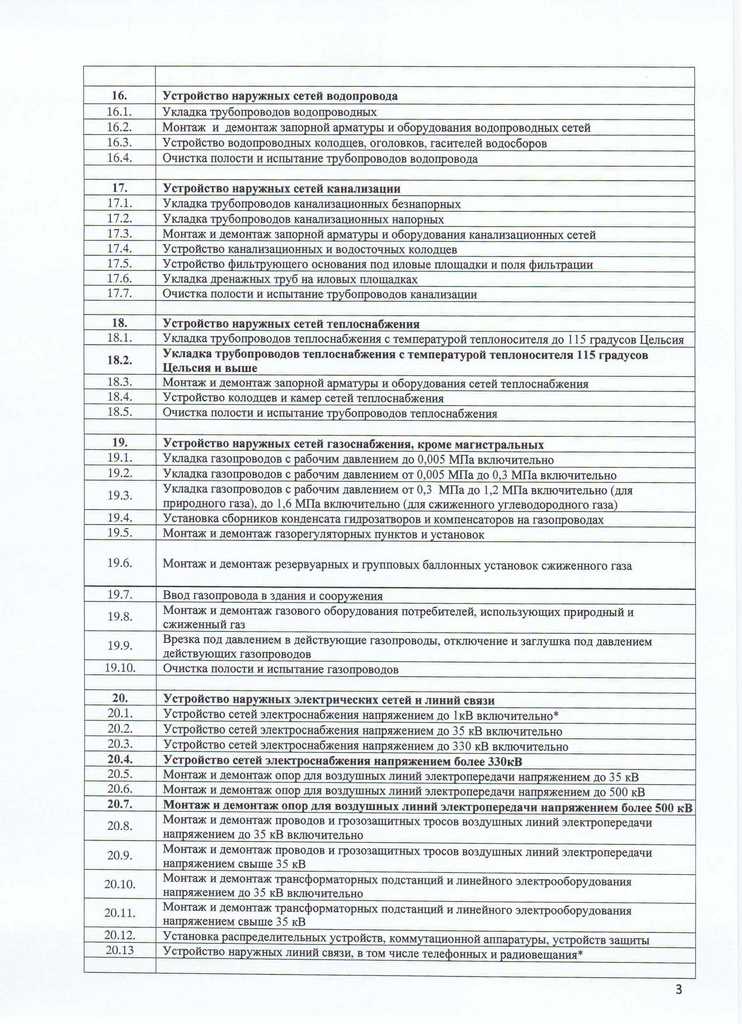 16. Устройство наружных сетей водопровода
16.1. Укладка трубопроводов водопроводных
16.2. Монтаж и демонтаж запорной арматуры и оборудования водопроводных сетей
16.3. Устройство водопроводных колодцев, оголовков, гасителей водосборов
16.4. Очистка полости и испытание трубопроводов водопровода
17. Устройство наружных сетей канализации
17.1. Укладка трубопроводов канализационных безнапорных
17.2. Укладка трубопроводов канализационных напорных
17.3. Монтаж и демонтаж запорной арматуры и оборудования канализационных сетей
17.4. Устройство канализационных и водосточных колодцев
17.5. Устройство фильтрующего основания под иловые площадки и поля фильтрации
17.6. Укладка дренажных труб на иловых площадках
17.7. Очистка полости и испытание трубопроводов канализации
18. Устройство наружных сетей теплоснабжения
18.1. Укладка трубопроводов теплоснабжения с температурой теплоносителя до 115 градусов Цельсия
18.2. Укладка трубопроводов теплоснабжения с температурой теплоносителя 115 градусов
Цельсия и выше
18.3. Монтаж и демонтаж запорной арматуры и оборудования сетей теплоснабжения
18.4. Устройство колодцев и камер сетей теплоснабжения
18.5. Очистка полости и испытание трубопроводов теплоснабжения
19. Устройство наружных сетей газоснабжения, кроме магистральных
19.1. Укладка газопроводов с рабочим давлением до 0,005 МПа включительно
19.2. Укладка газопроводов с рабочим давлением от 0,005 МПа до 0,3 МПа включительно
19.3. Укладка газопроводов с рабочим давлением от 0,3 МПа до 1,2 МПа включительно (для
природного газа), до 1,6 МПа включительно (для сжиженного углеводородного газа)
19.4. Установка сборников конденсата гидрозатворов и компенсаторов на газопроводах
19.5. Монтаж и демонтаж газорегуляторных пунктов и установок
19.6. Монтаж и демонтаж резервуарных и групповых баллонных установок сжиженного газа
19.7. Ввод газопровода в здания и сооружения
19.8. Монтаж и демонтаж газового оборудования потребителей, использующих природный и
сжиженный газ
19.9. Врезка под давлением в действующие газопроводы, отключение и заглушка под давлением
действующих газопроводов
19.10. Очистка полости и испытание газопроводов
20. Устройство наружных электрических сетей и линий связи
20.1. Устройство сетей электроснабжения напряжением до 1кВ включительно*
20.2. Устройство сетей электроснабжения напряжением до 35 кВ включительно
20.3. Устройство сетей электроснабжения напряжением до 330 кВ включительно
20.4. Устройство сетей электроснабжения напряжением более 330кВ
20.5. Монтаж и демонтаж опор для воздушных линий электропередачи напряжением до 35 кВ
20.6. Монтаж и демонтаж опор для воздушных линий электропередачи напряжением до 500 кВ
20.7. Монтаж и демонтаж опор для воздушных линий электропередачи напряжением более 500 кВ
20.8. Монтаж и демонтаж проводов и грозозащитных тросов воздушных линий электропередачи
напряжением до 35 кВ включительно
20.9. Монтаж и демонтаж проводов и грозозащитных тросов воздушных линий электропередачи
напряжением свыше 35 кВ
20.10. Монтаж и демонтаж трансформаторных подстанций и линейного электрооборудования
напряжением до 35 кВ включительно
20.11. Монтаж и демонтаж трансформаторных подстанций и линейного электрооборудования
напряжением свыше 35 кВ
20.12. Установка распределительных устройств, коммутационной аппаратуры, устройств защиты
20.13 Устройство наружных линий связи, в том числе телефонных и радиовещания*
3